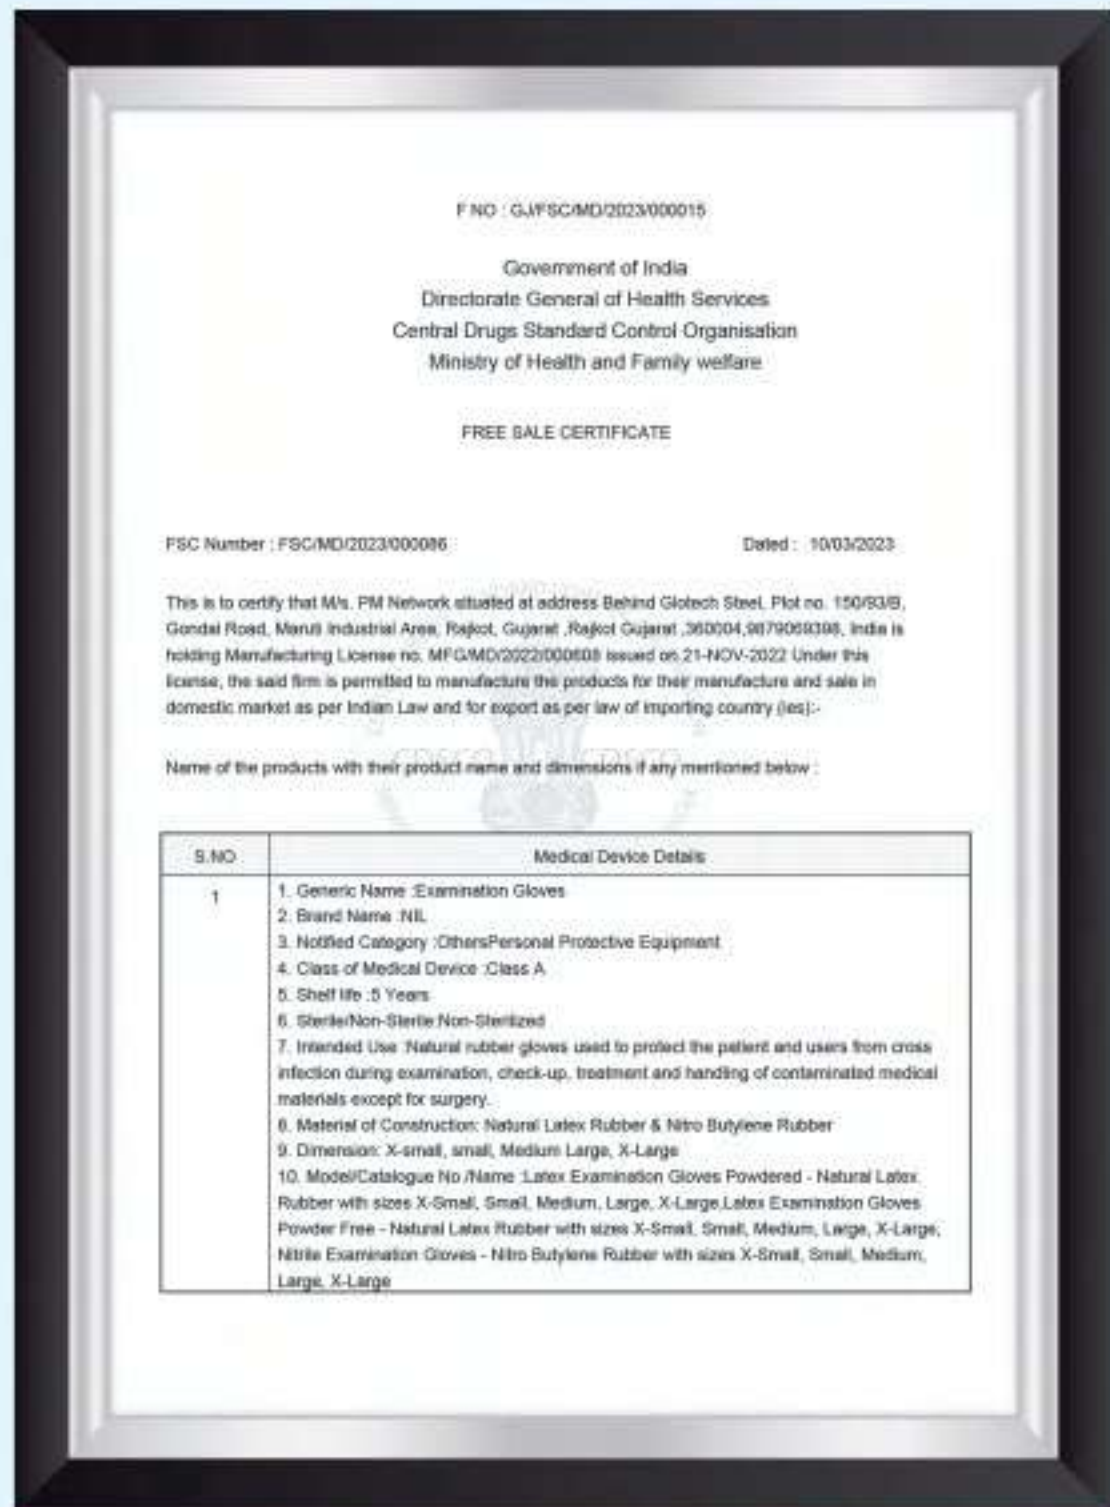 F NO : GJ/FSC/MD/2023/000015
Government of India
Directorate General of Health Services
Central Drugs Standard Control Organisation
Ministry of Health and Family welfare
FREE SALE CERTIFICATE
FSC Number : FSC/MD/2023/000086
Dated : 10/03/2023
This is to certify that M/s. PM Network situated at address Behind Glotech Steel, Plot no. 150/93/B,
Gondal Road, Maruti Industrial Area, Rajkot, Gujarat ,Rajkot Gujarat ,360004,9879069398, India is
holding Manufacturing License no. MFG/MD/2022/000608 issued on 21-NOV-2022 Under this
license, the said firm is permitted to manufacture the products for their manufacture and sale in
domestic market as per Indian Law and for export as per law of importing country (ies):-
Name of the products with their product name and dimensions if any mentioned below :
S.NO
Medical Device Details
1
1. Generic Name :Examination Gloves
2. Brand Name :NIL
3. Notified Category :OthersPersonal Protective Equipment
4. Class of Medical Device :Class A
5. Shelf life :5 Years
6. Sterile/Non-Sterile:Non-Sterilized
7. Intended Use :Natural rubber gloves used to protect the patient and users from cross
infection during examination, check-up, treatment and handling of contaminated medical
materials except for surgery.
8. Material of Construction: Natural Latex Rubber & Nitro Butylene Rubber
9. Dimension: X-small, small, Medium Large, X-Large
10. Model/Catalogue No /Name :Latex Examination Gloves Powdered - Natural Latex
Rubber with sizes X-Small, Small, Medium, Large, X-Large,Latex Examination Gloves
Powder Free - Natural Latex Rubber with sizes X-Small, Small, Medium, Large, X-Large,
Nitrile Examination Gloves - Nitro Butylene Rubber with sizes X-Small, Small, Medium,
Large, X-Large